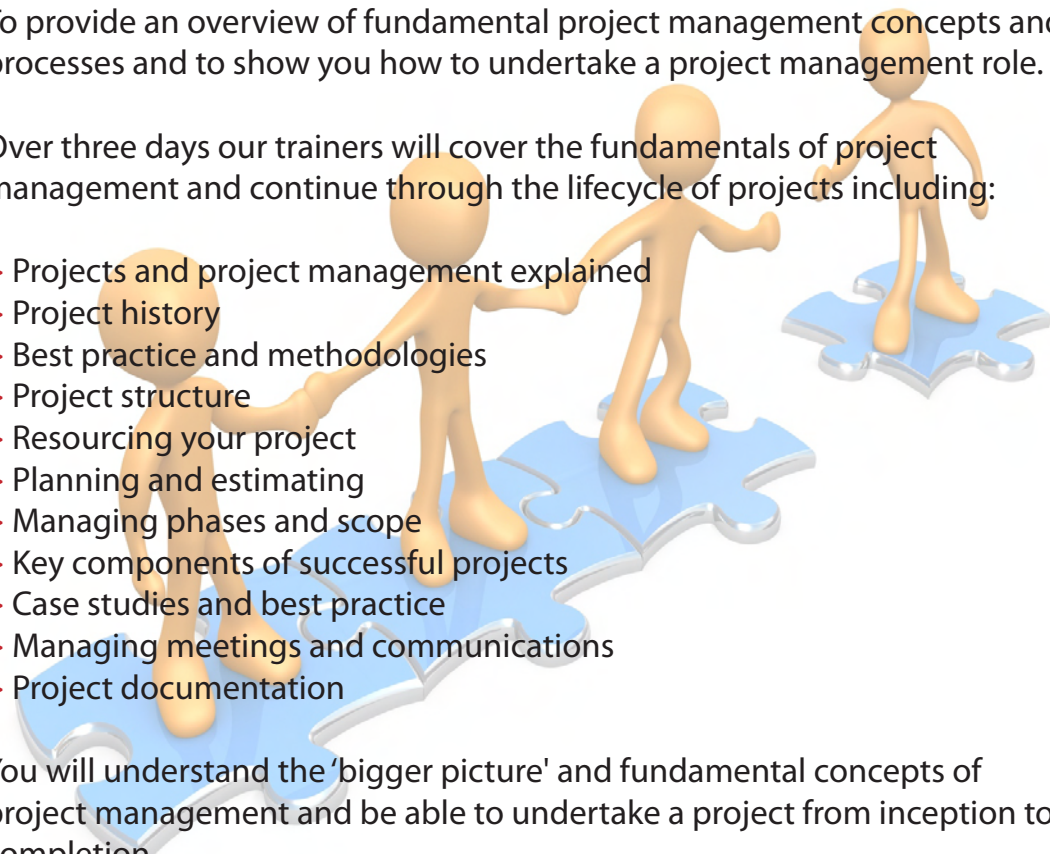 To provide an overview of fundamental project management concepts and
processes and to show you how to undertake a project management role.
Over three days our trainers will cover the fundamentals of project
management and continue through the lifecycle of projects including:
· Projects and project management explained
· Project history
· Best practice and methodologies
· Project structure
· Resourcing your project
· Planning and estimating
· Managing phases and scope
· Key components of successful projects
· Case studies and best practice
· Managing meetings and communications
· Project documentation
You will understand the ‘bigger picture' and fundamental concepts of
project management and be able to undertake a project from inception to
completion